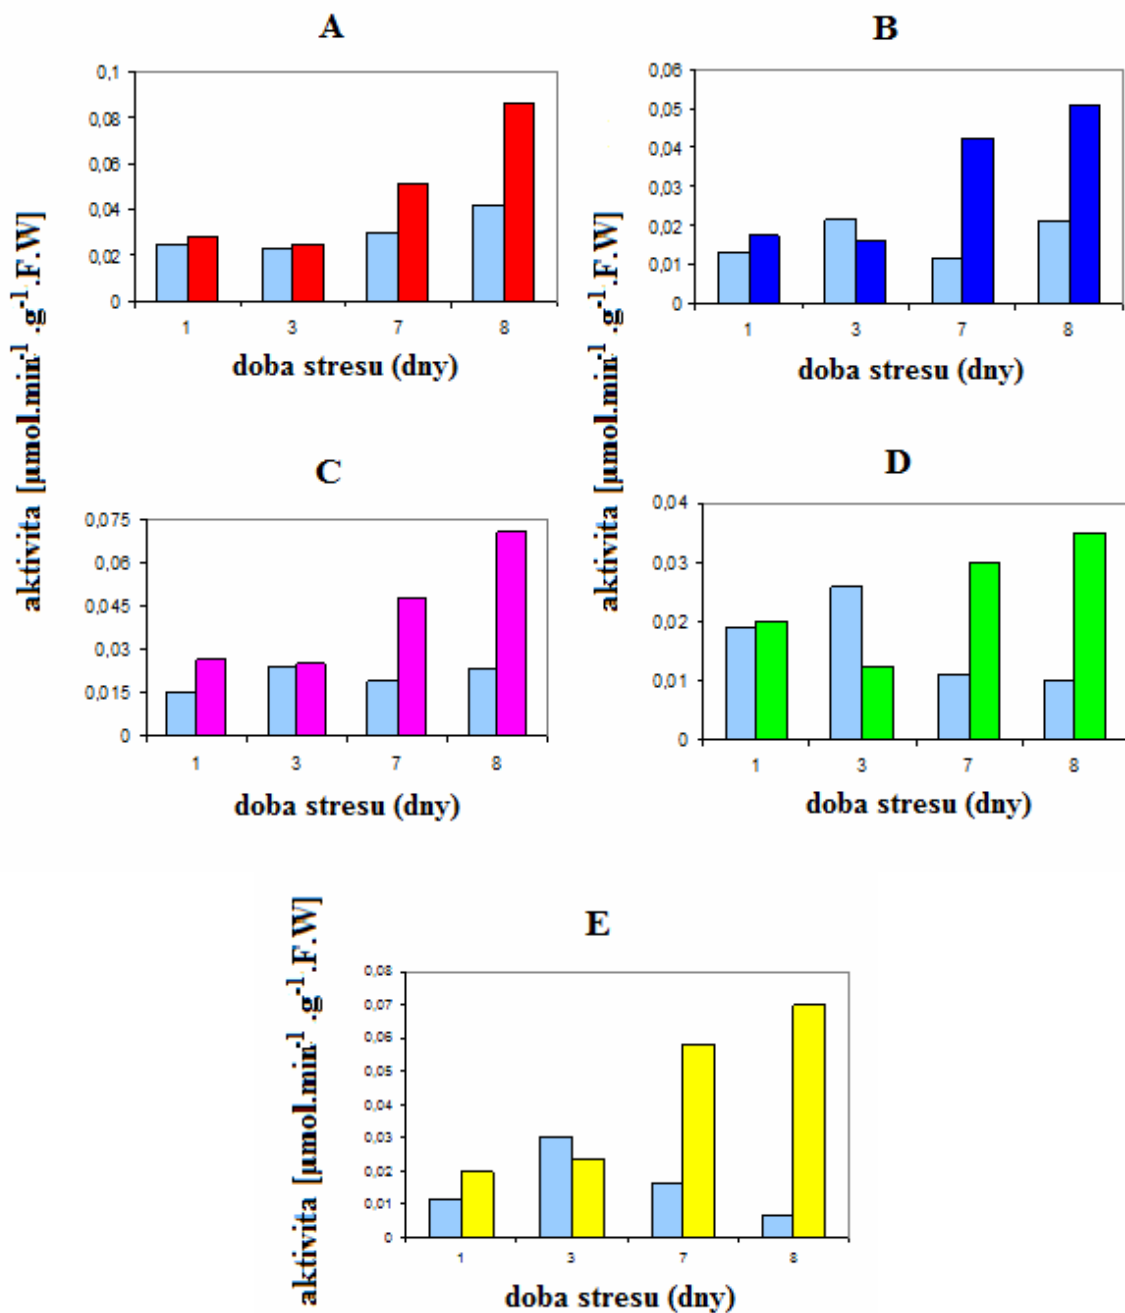 A
aktivita [µmol.min⁻¹.g⁻¹.F.W]
0,1
0,08
0,06
0,04
0,02
0
1 3 7 8
doba stresu (dny)
B
aktivita [µmol.min⁻¹.g⁻¹.F.W]
0,06
0,05
0,04
0,03
0,02
0,01
0
1 3 7 8
doba stresu (dny)
C
0,075
0,06
0,045
0,03
0,015
0
1 3 7 8
doba stresu (dny)
D
0,04
0,03
0,02
0,01
0
1 3 7 8
doba stresu (dny)
E
aktivita [µmol.min⁻¹.g⁻¹.F.W]
0,08
0,07
0,06
0,05
0,04
0,03
0,02
0,01
0
1 3 7 8
doba stresu (dny)